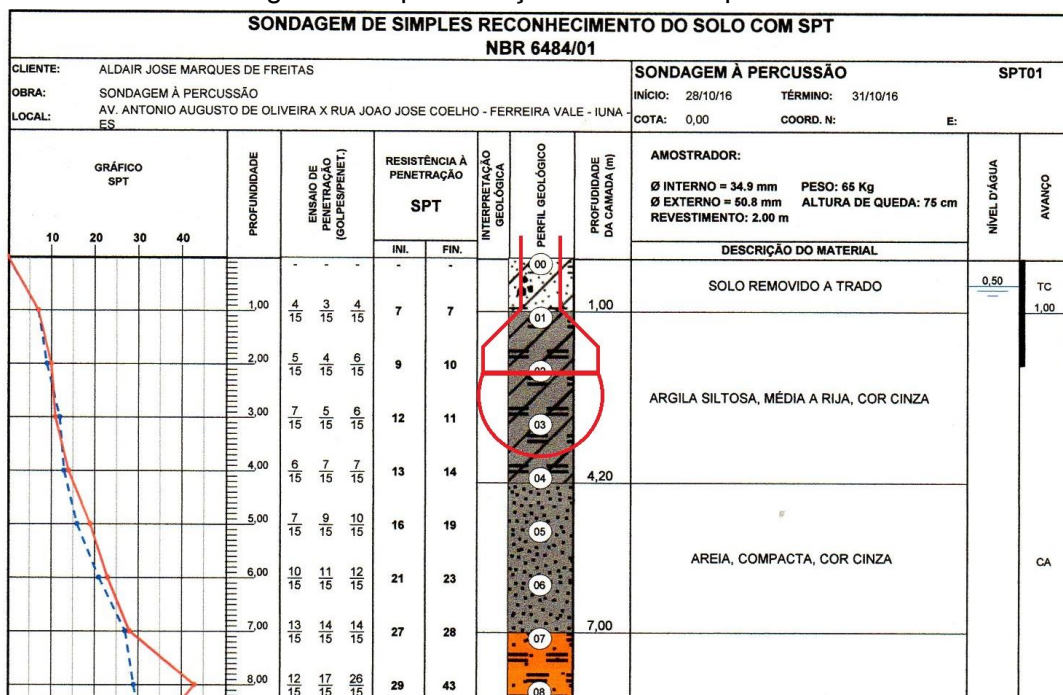 SONDAGEM DE SIMPLES RECONHECIMENTO DO SOLO COM SPT
NBR 6484/01
CLIENTE: ALDAIR JOSE MARQUES DE FREITAS
OBRA: SONDAGEM À PERCUSSÃO
LOCAL: AV. ANTONIO AUGUSTO DE OLIVEIRA X RUA JOAO JOSE COELHO - FERREIRA VALE - IUNA -
ES
SONDAGEM À PERCUSSÃO SPT01
INÍCIO: 28/10/16 TÉRMINO: 31/10/16
COTA: 0,00 COORD. N: E:
GRÁFICO
SPT
10 20 30 40
PROFUNDIDADE
ENSAIO DE
PENETRAÇÃO
(GOLPES/PENET.)
RESISTÊNCIA À
PENETRAÇÃO
SPT
INI. FIN.
INTERPRETAÇÃO
GEOLÓGICA
PERFIL GEOLÓGICO
PROFUDIDADE
DA CAMADA (m)
AMOSTRADOR:
Ø INTERNO = 34.9 mm PESO: 65 Kg
Ø EXTERNO = 50.8 mm ALTURA DE QUEDA: 75 cm
REVESTIMENTO: 2.00 m
DESCRIÇÃO DO MATERIAL
NÍVEL D'ÁGUA
AVANÇO
- - - - - 00 SOLO REMOVIDO A TRADO 0,50 TC
1,00 4/15 3/15 4/15 7 7 01 1,00 1,00
2,00 5/15 4/15 6/15 9 10 02
3,00 7/15 5/15 6/15 12 11 03 ARGILA SILTOSA, MÉDIA A RIJA, COR CINZA
4,00 6/15 7/15 7/15 13 14 04 4,20
5,00 7/15 9/15 10/15 16 19 05
6,00 10/15 11/15 12/15 21 23 06 AREIA, COMPACTA, COR CINZA CA
7,00 13/15 14/15 14/15 27 28 07 7,00
8,00 12/15 17/15 26/15 29 43 08